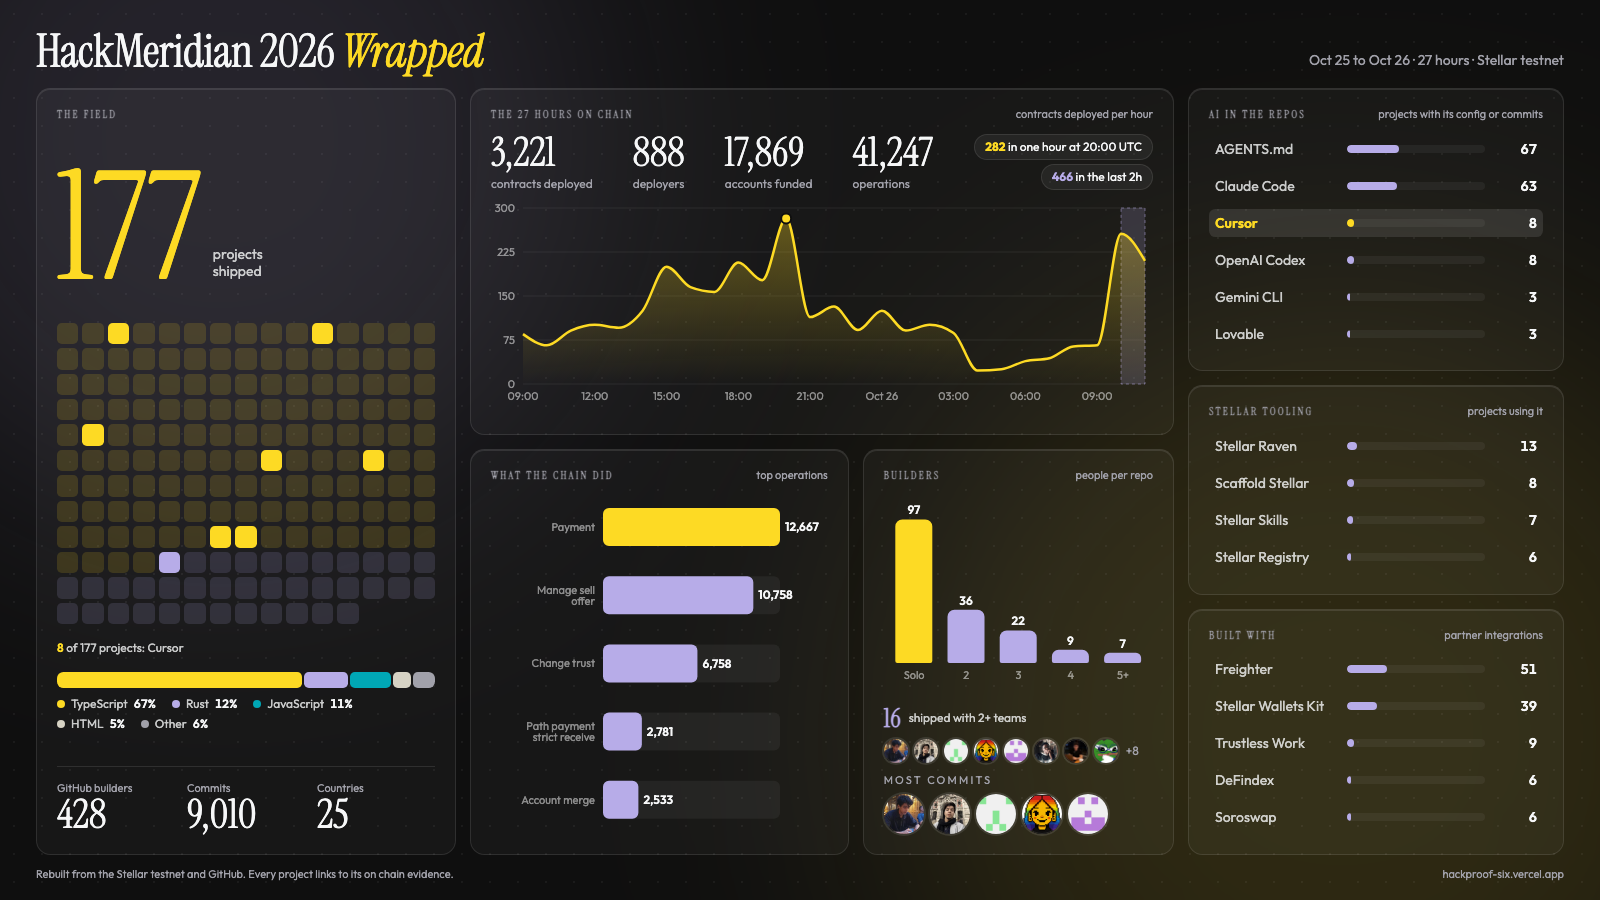 HackMeridian 2026 Wrapped
Oct 25 to Oct 26 · 27 hours · Stellar testnet
THE FIELD
177
projects
shipped
8 of 177 projects: Cursor
TypeScript 67% Rust 12% JavaScript 11%
HTML 5% Other 6%
GitHub builders
428
Commits
9,010
Countries
25
THE 27 HOURS ON CHAIN
contracts deployed per hour
3,221
contracts deployed
888
deployers
17,869
accounts funded
41,247
operations
282 in one hour at 20:00 UTC
466 in the last 2h
300
225
150
75
0
09:00 12:00 15:00 18:00 21:00 Oct 26 03:00 06:00 09:00
WHAT THE CHAIN DID
top operations
Payment 12,667
Manage sell
offer
10,758
Change trust 6,758
Path payment
strict receive
2,781
Account merge 2,533
BUILDERS
people per repo
97
36
22
9
7
Solo 2 3 4 5+
16 shipped with 2+ teams
+8
MOST COMMITS
AI IN THE REPOS
projects with its config or commits
AGENTS.md 67
Claude Code 63
Cursor 8
OpenAI Codex 8
Gemini CLI 3
Lovable 3
STELLAR TOOLING
projects using it
Stellar Raven 13
Scaffold Stellar 8
Stellar Skills 7
Stellar Registry 6
BUILT WITH
partner integrations
Freighter 51
Stellar Wallets Kit 39
Trustless Work 9
DeFindex 6
Soroswap 6
Rebuilt from the Stellar testnet and GitHub. Every project links to its on chain evidence.
hackproof-six.vercel.app